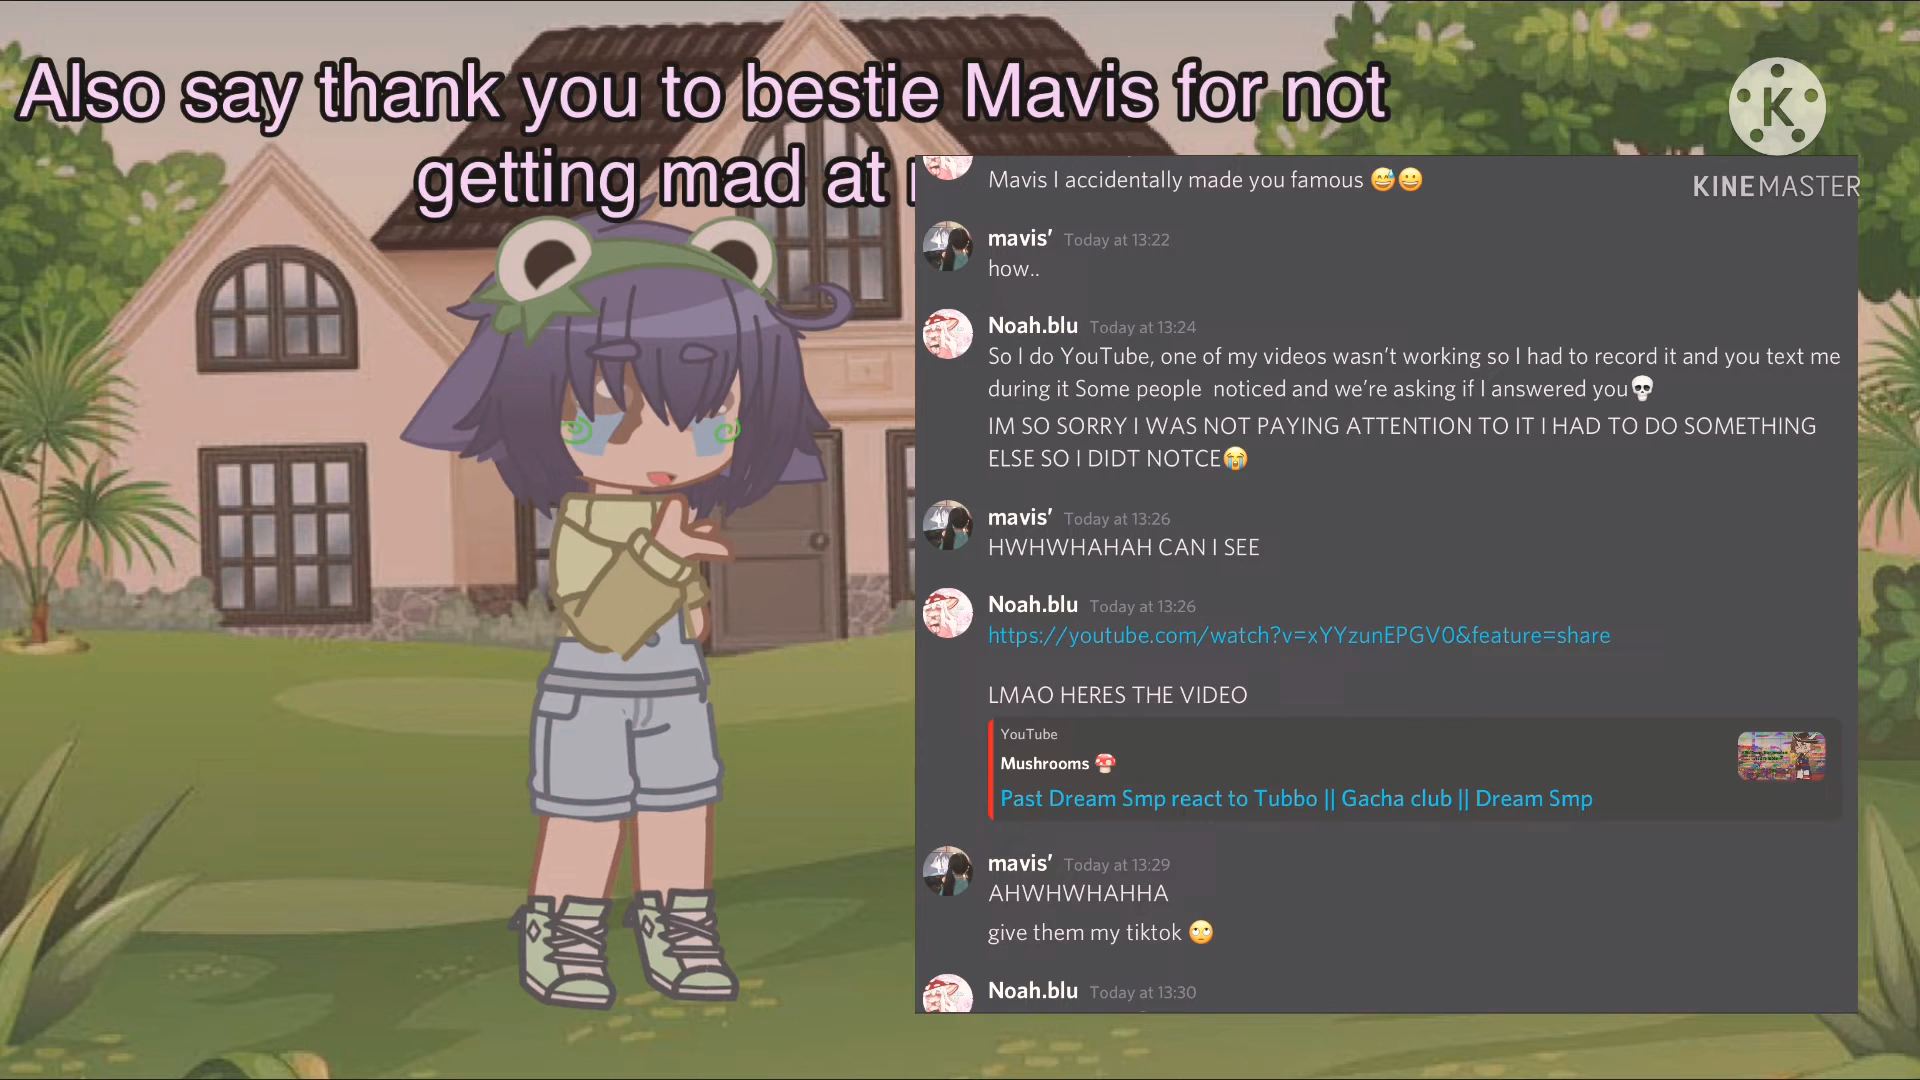 Also say thank you to bestie Mavis for not
getting mad at
KINEMASTER
Mavis I accidentally made you famous 😅😀
mavis’ Today at 13:22
how..
Noah.blu Today at 13:24
So I do YouTube, one of my videos wasn’t working so I had to record it and you text me
during it Some people noticed and we’re asking if I answered you💀
IM SO SORRY I WAS NOT PAYING ATTENTION TO IT I HAD TO DO SOMETHING
ELSE SO I DIDT NOTCE😭
mavis’ Today at 13:26
HWHWHAHAH CAN I SEE
Noah.blu Today at 13:26
https://youtube.com/watch?v=xYYzunEPGV0&feature=share
LMAO HERES THE VIDEO
YouTube
Mushrooms 🍄
Past Dream Smp react to Tubbo || Gacha club || Dream Smp
mavis’ Today at 13:29
AHWHWHAHHA
give them my tiktok 🙄
Noah.blu Today at 13:30